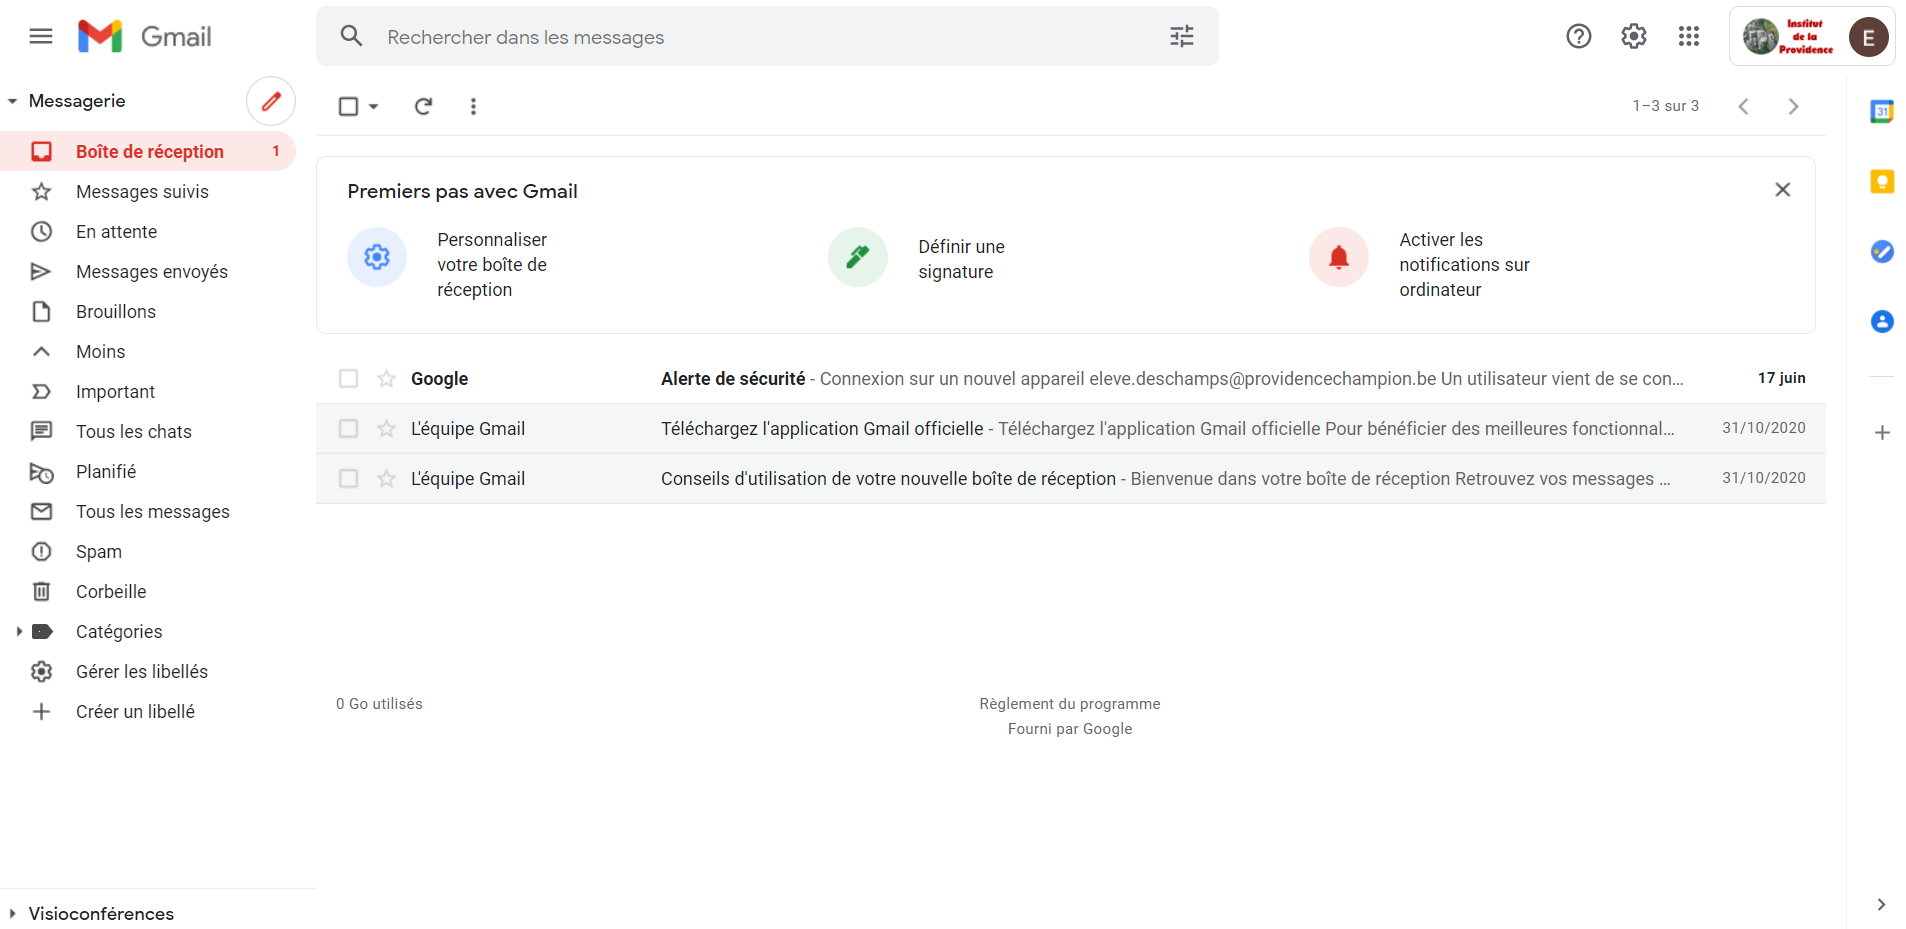 Gmail
Rechercher dans les messages
Institut
de la
Providence
E
Messagerie
Boîte de réception 1
Messages suivis
En attente
Messages envoyés
Brouillons
Moins
Important
Tous les chats
Planifié
Tous les messages
Spam
Corbeille
Catégories
Gérer les libellés
Créer un libellé
Visioconférences
1–3 sur 3
Premiers pas avec Gmail
Personnaliser
votre boîte de
réception
Définir une
signature
Activer les
notifications sur
ordinateur
Google Alerte de sécurité - Connexion sur un nouvel appareil eleve.deschamps@providencechampion.be Un utilisateur vient de se con... 17 juin
L'équipe Gmail Téléchargez l'application Gmail officielle - Téléchargez l'application Gmail officielle Pour bénéficier des meilleures fonctionnal... 31/10/2020
L'équipe Gmail Conseils d'utilisation de votre nouvelle boîte de réception - Bienvenue dans votre boîte de réception Retrouvez vos messages ... 31/10/2020
0 Go utilisés
Règlement du programme
Fourni par Google
31